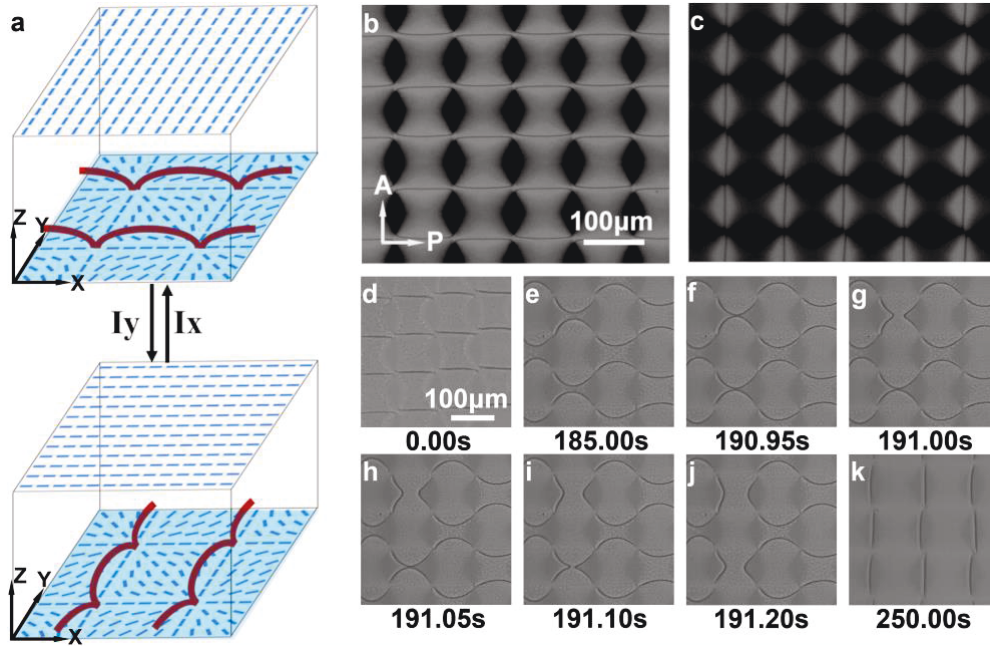 a
Z
Y
X
Iy Ix
Z
Y
X
b
A
P
100µm
c
d
100µm
0.00s
e
185.00s
f
190.95s
g
191.00s
h
191.05s
i
191.10s
j
191.20s
k
250.00s